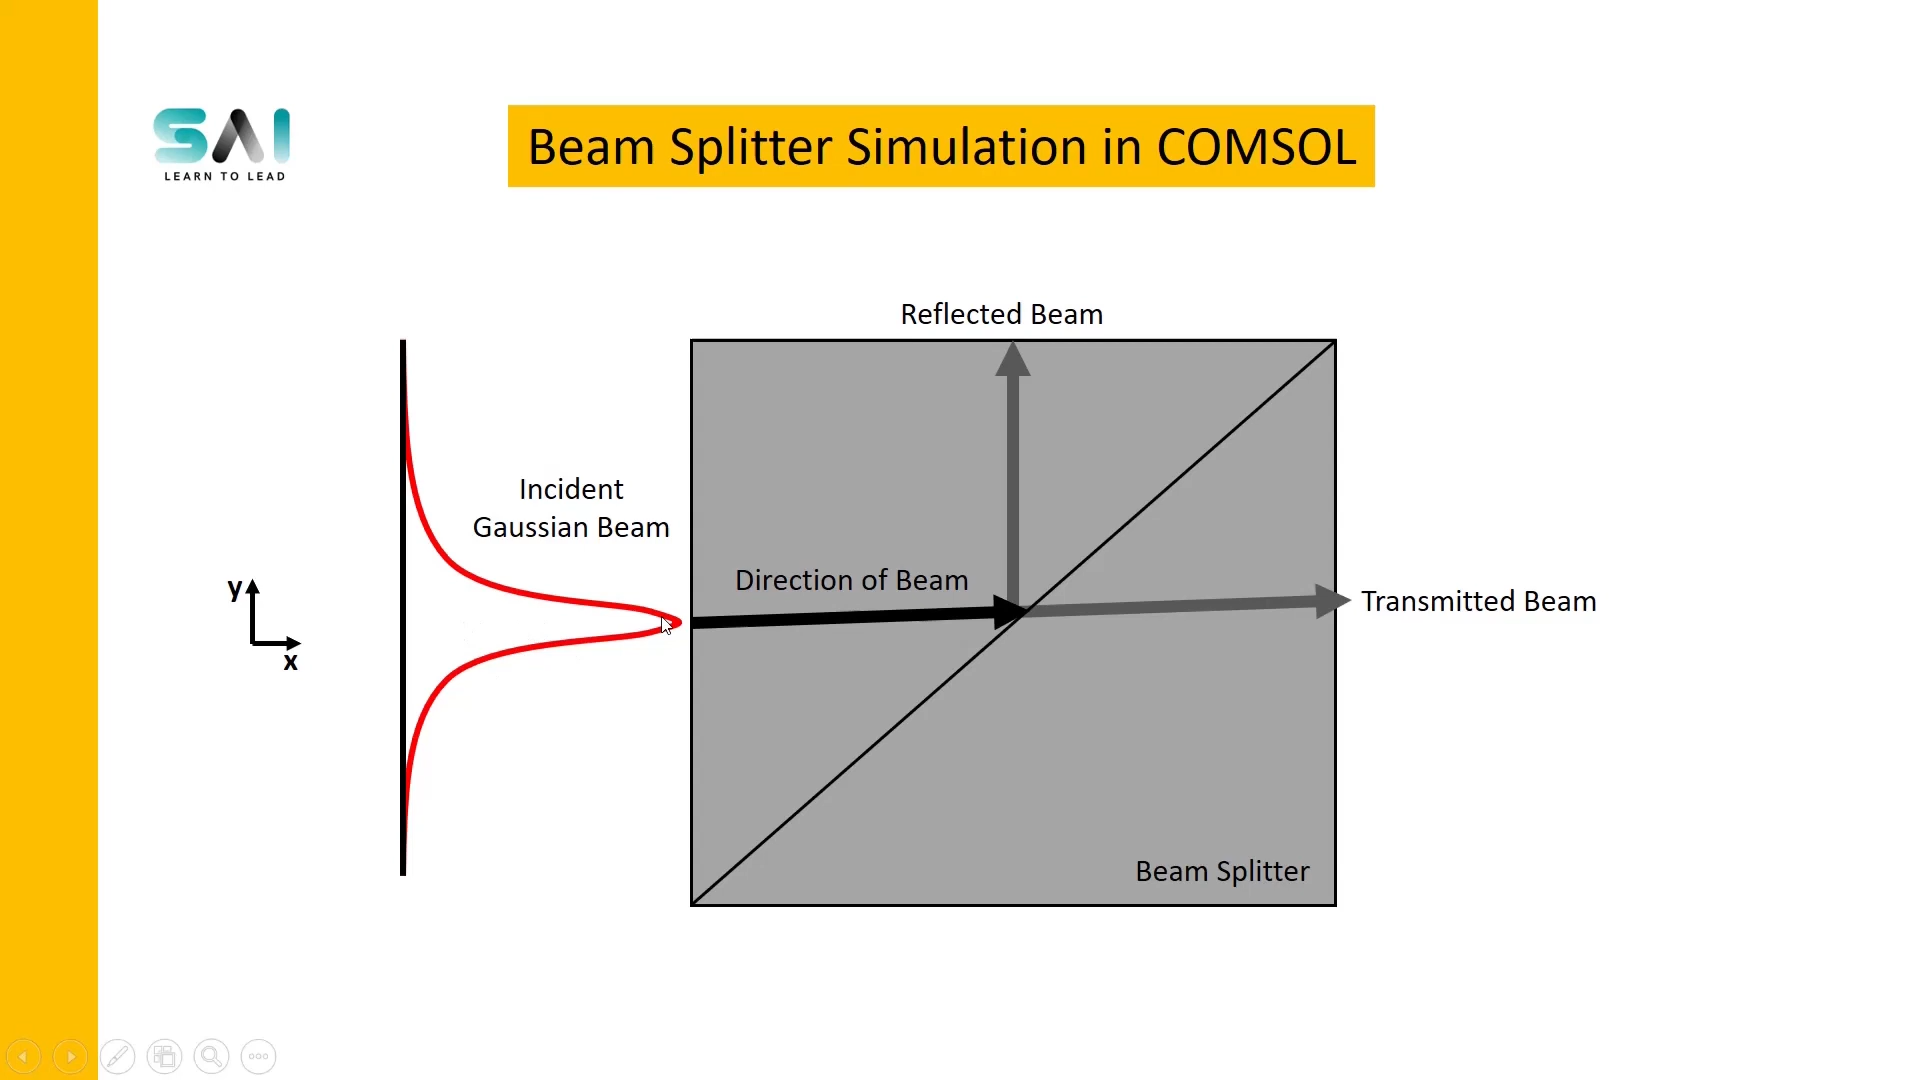 SAI
LEARN TO LEAD
Beam Splitter Simulation in COMSOL
Reflected Beam
Incident
Gaussian Beam
Direction of Beam
Transmitted Beam
y
x
Beam Splitter